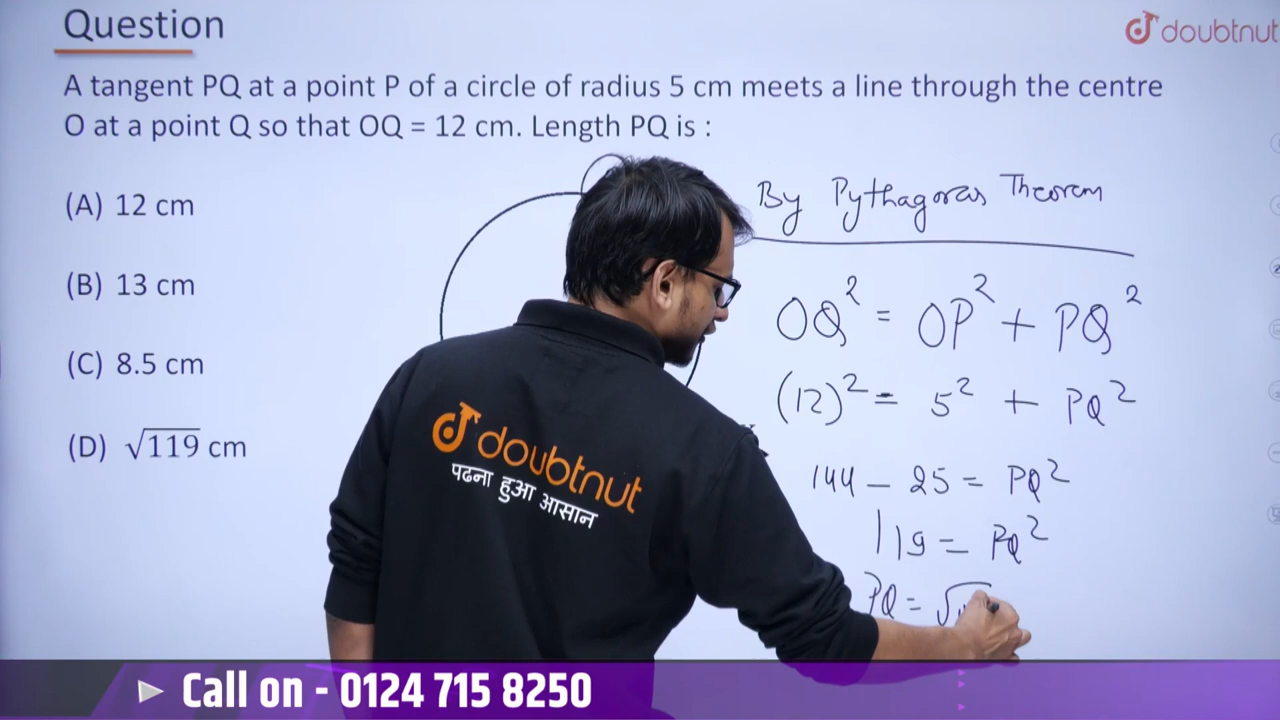 Question
doubtnut
A tangent PQ at a point P of a circle of radius 5 cm meets a line through the centre
O at a point Q so that OQ = 12 cm. Length PQ is :
(A) 12 cm
(B) 13 cm
(C) 8.5 cm
(D) √119 cm
By Pythagoras Theorem
OQ² = OP² + PQ²
(12)² = 5² + PQ²
144 – 25 = PQ²
119 = PQ²
PQ = √
doubtnut
पढना हुआ आसान
Call on - 0124 715 8250